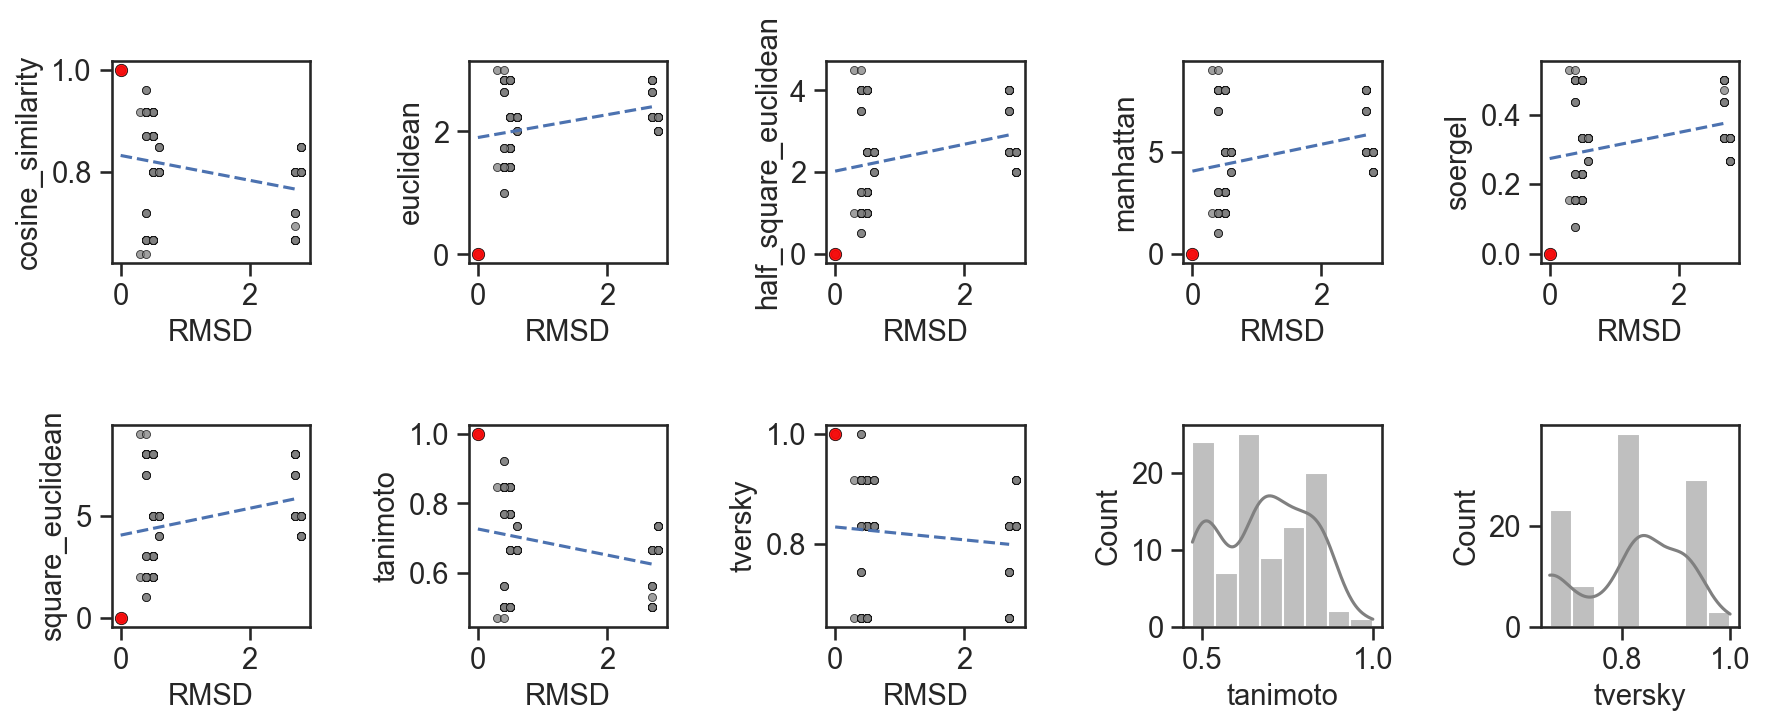 cosine_similarity
1.0
0.8
0
2
RMSD
euclidean
2
0
0
2
RMSD
half_square_euclidean
4
2
0
0
2
RMSD
manhattan
5
0
0
2
RMSD
soergel
0.4
0.2
0.0
0
2
RMSD
square_euclidean
5
0
0
2
RMSD
tanimoto
1.0
0.8
0.6
0
2
RMSD
tversky
1.0
0.8
0
2
RMSD
Count
20
10
0
0.5
1.0
tanimoto
Count
20
0
0.8
1.0
tversky